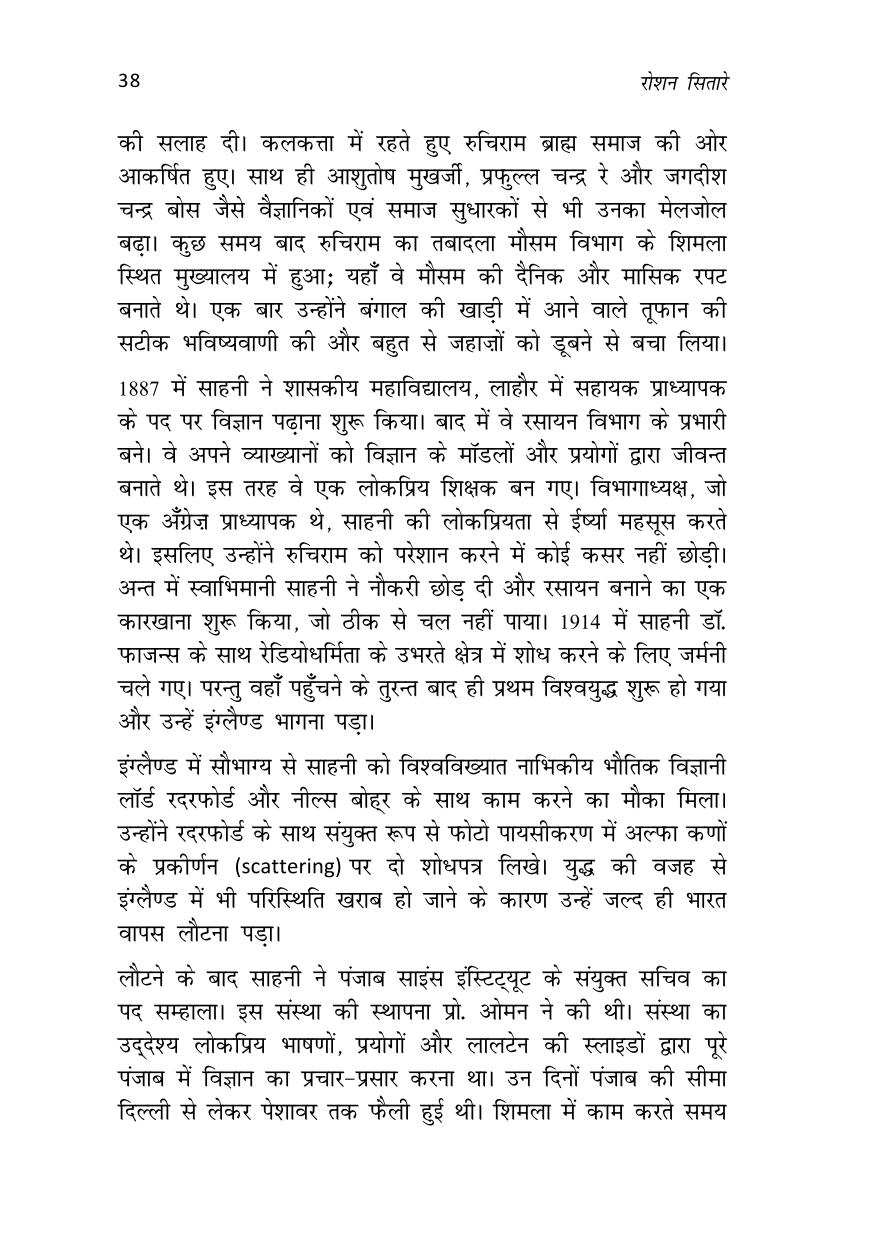 38
रोशन सितारे
की सलाह दी। कलकत्ता में रहते हुए रुचिराम ब्राह्म समाज की ओर
आकर्षित हुए। साथ ही आशुतोष मुखर्जी, प्रफुल्ल चन्द्र रे और जगदीश
चन्द्र बोस जैसे वैज्ञानिकों एवं समाज सुधारकों से भी उनका मेलजोल
बढ़ा। कुछ समय बाद रुचिराम का तबादला मौसम विभाग के शिमला
स्थित मुख्यालय में हुआ; यहाँ वे मौसम की दैनिक और मासिक रपट
बनाते थे। एक बार उन्होंने बंगाल की खाड़ी में आने वाले तूफान की
सटीक भविष्यवाणी की और बहुत से जहाज़ों को डूबने से बचा लिया।
1887 में साहनी ने शासकीय महाविद्यालय, लाहौर में सहायक प्राध्यापक
के पद पर विज्ञान पढ़ाना शुरू किया। बाद में वे रसायन विभाग के प्रभारी
बने। वे अपने व्याख्यानों को विज्ञान के मॉडलों और प्रयोगों द्वारा जीवन्त
बनाते थे। इस तरह वे एक लोकप्रिय शिक्षक बन गए। विभागाध्यक्ष, जो
एक अँग्रेज़ प्राध्यापक थे, साहनी की लोकप्रियता से ईर्ष्या महसूस करते
थे। इसलिए उन्होंने रुचिराम को परेशान करने में कोई कसर नहीं छोड़ी।
अन्त में स्वाभिमानी साहनी ने नौकरी छोड़ दी और रसायन बनाने का एक
कारखाना शुरू किया, जो ठीक से चल नहीं पाया। 1914 में साहनी डॉ.
फाजन्स के साथ रेडियोधर्मिता के उभरते क्षेत्र में शोध करने के लिए जर्मनी
चले गए। परन्तु वहाँ पहुँचने के तुरन्त बाद ही प्रथम विश्वयुद्ध शुरू हो गया
और उन्हें इंग्लैण्ड भागना पड़ा।
इंग्लैण्ड में सौभाग्य से साहनी को विश्वविख्यात नाभिकीय भौतिक विज्ञानी
लॉर्ड रदरफोर्ड और नील्स बोह्र के साथ काम करने का मौका मिला।
उन्होंने रदरफोर्ड के साथ संयुक्त रूप से फोटो पायसीकरण में अल्फा कणों
के प्रकीर्णन (scattering) पर दो शोधपत्र लिखे। युद्ध की वजह से
इंग्लैण्ड में भी परिस्थिति खराब हो जाने के कारण उन्हें जल्द ही भारत
वापस लौटना पड़ा।
लौटने के बाद साहनी ने पंजाब साइंस इंस्टिट्यूट के संयुक्त सचिव का
पद सम्हाला। इस संस्था की स्थापना प्रो. ओमन ने की थी। संस्था का
उद्देश्य लोकप्रिय भाषणों, प्रयोगों और लालटेन की स्लाइडों द्वारा पूरे
पंजाब में विज्ञान का प्रचार-प्रसार करना था। उन दिनों पंजाब की सीमा
दिल्ली से लेकर पेशावर तक फैली हुई थी। शिमला में काम करते समय